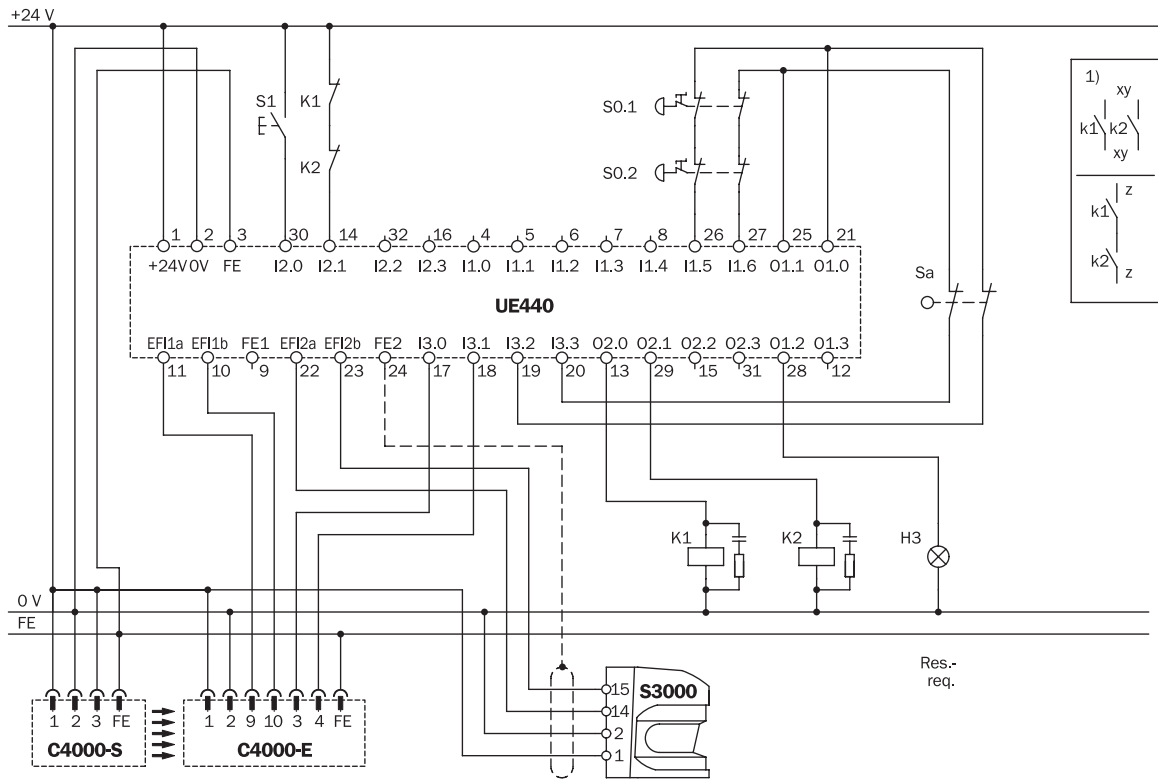 +24 V
1)
xy
S1 K1 S0.1
k1 k2
xy
K2 S0.2
z
k1
k2
z
1 2 3 30 14 32 16 4 5 6 7 8 26 27 25 21
+24V 0V FE I2.0 I2.1 I2.2 I2.3 I1.0 I1.1 I1.2 I1.3 I1.4 I1.5 I1.6 O1.1 O1.0
Sa
UE440
EFI1a EFI1b FE1 EFI2a EFI2b FE2 I3.0 I3.1 I3.2 I3.3 O2.0 O2.1 O2.2 O2.3 O1.2 O1.3
11 10 9 22 23 24 17 18 19 20 13 29 15 31 28 12
K1 K2 H3
0 V
FE
Res.-
req.
15 S3000
14
2
1
1 2 3 FE 1 2 9 10 3 4 FE
C4000-S C4000-E